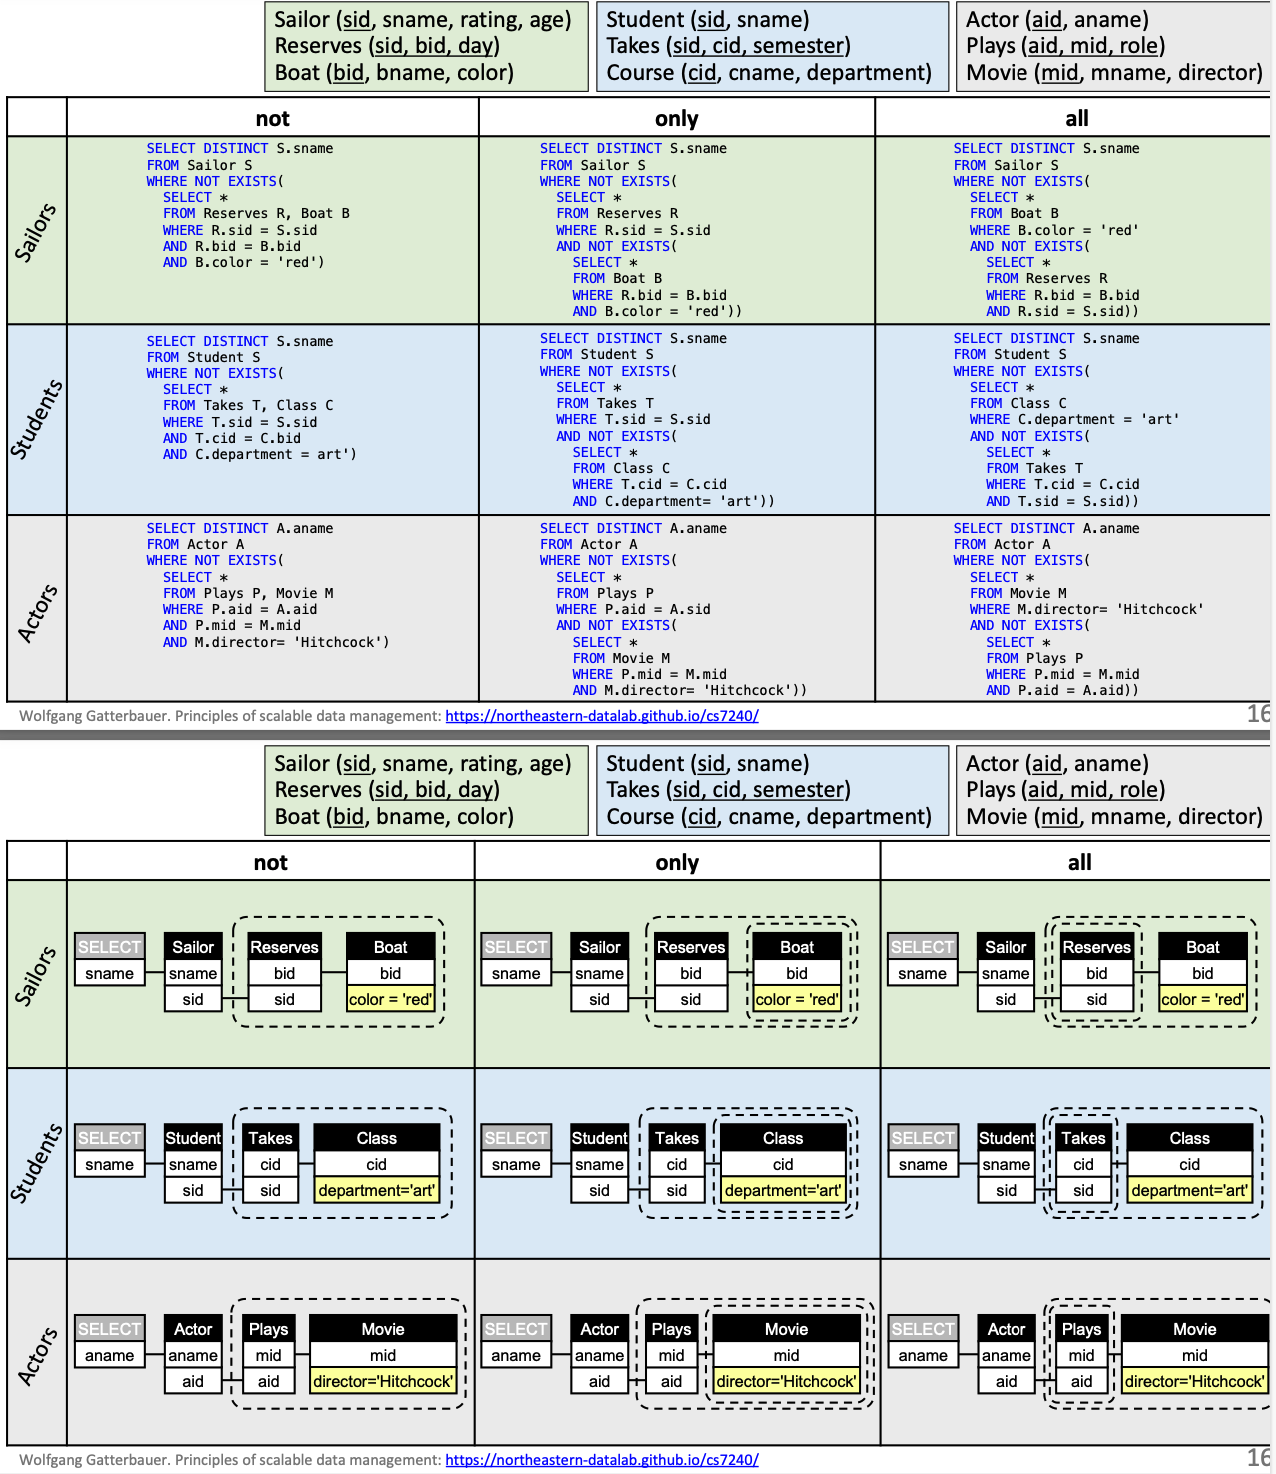 Sailor (sid, sname, rating, age)
Reserves (sid, bid, day)
Boat (bid, bname, color)
Student (sid, sname)
Takes (sid, cid, semester)
Course (cid, cname, department)
Actor (aid, aname)
Plays (aid, mid, role)
Movie (mid, mname, director)
not
only
all
Sailors
SELECT DISTINCT S.sname
FROM Sailor S
WHERE NOT EXISTS(
SELECT *
FROM Reserves R, Boat B
WHERE R.sid = S.sid
AND R.bid = B.bid
AND B.color = 'red')
SELECT DISTINCT S.sname
FROM Sailor S
WHERE NOT EXISTS(
SELECT *
FROM Reserves R
WHERE R.sid = S.sid
AND NOT EXISTS(
SELECT *
FROM Boat B
WHERE R.bid = B.bid
AND B.color = 'red'))
SELECT DISTINCT S.sname
FROM Sailor S
WHERE NOT EXISTS(
SELECT *
FROM Boat B
WHERE B.color = 'red'
AND NOT EXISTS(
SELECT *
FROM Reserves R
WHERE R.bid = B.bid
AND R.sid = S.sid))
Students
SELECT DISTINCT S.sname
FROM Student S
WHERE NOT EXISTS(
SELECT *
FROM Takes T, Class C
WHERE T.sid = S.sid
AND T.cid = C.bid
AND C.department = art')
SELECT DISTINCT S.sname
FROM Student S
WHERE NOT EXISTS(
SELECT *
FROM Takes T
WHERE T.sid = S.sid
AND NOT EXISTS(
SELECT *
FROM Class C
WHERE T.cid = C.cid
AND C.department= 'art'))
SELECT DISTINCT S.sname
FROM Student S
WHERE NOT EXISTS(
SELECT *
FROM Class C
WHERE C.department = 'art'
AND NOT EXISTS(
SELECT *
FROM Takes T
WHERE T.cid = C.cid
AND T.sid = S.sid))
Actors
SELECT DISTINCT A.aname
FROM Actor A
WHERE NOT EXISTS(
SELECT *
FROM Plays P, Movie M
WHERE P.aid = A.aid
AND P.mid = M.mid
AND M.director= 'Hitchcock')
SELECT DISTINCT A.aname
FROM Actor A
WHERE NOT EXISTS(
SELECT *
FROM Plays P
WHERE P.aid = A.sid
AND NOT EXISTS(
SELECT *
FROM Movie M
WHERE P.mid = M.mid
AND M.director= 'Hitchcock'))
SELECT DISTINCT A.aname
FROM Actor A
WHERE NOT EXISTS(
SELECT *
FROM Movie M
WHERE M.director= 'Hitchcock'
AND NOT EXISTS(
SELECT *
FROM Plays P
WHERE P.mid = M.mid
AND P.aid = A.aid))
Wolfgang Gatterbauer. Principles of scalable data management: https://northeastern-datalab.github.io/cs7240/
16
Sailor (sid, sname, rating, age)
Reserves (sid, bid, day)
Boat (bid, bname, color)
Student (sid, sname)
Takes (sid, cid, semester)
Course (cid, cname, department)
Actor (aid, aname)
Plays (aid, mid, role)
Movie (mid, mname, director)
not
only
all
Sailors
SELECT Sailor Reserves Boat
sname sname bid bid
sid sid color = 'red'
SELECT Sailor Reserves Boat
sname sname bid bid
sid sid color = 'red'
SELECT Sailor Reserves Boat
sname sname bid bid
sid sid color = 'red'
Students
SELECT Student Takes Class
sname sname cid cid
sid sid department='art'
SELECT Student Takes Class
sname sname cid cid
sid sid department='art'
SELECT Student Takes Class
sname sname cid cid
sid sid department='art'
Actors
SELECT Actor Plays Movie
aname aname mid mid
aid aid director='Hitchcock'
SELECT Actor Plays Movie
aname aname mid mid
aid aid director='Hitchcock'
SELECT Actor Plays Movie
aname aname mid mid
aid aid director='Hitchcock'
Wolfgang Gatterbauer. Principles of scalable data management: https://northeastern-datalab.github.io/cs7240/
16